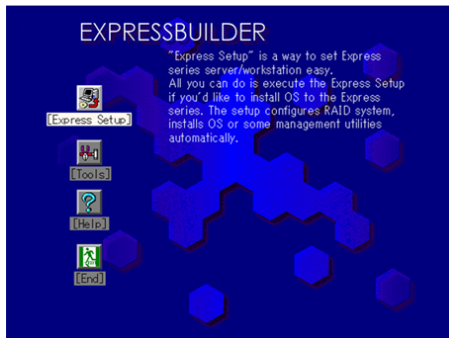 EXPRESSBUILDER
"Express Setup" is a way to set Express
series server/workstation easy.
All you can do is execute the Express Setup
if you'd like to install OS to the Express
series. The setup configures RAID system,
installs OS or some management utilities
automatically.
[Express Setup]
[Tools]
[Help]
[End]